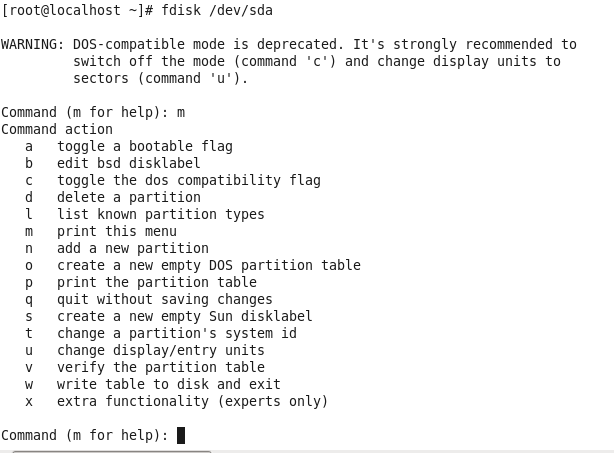 [root@localhost ~]# fdisk /dev/sda

WARNING: DOS-compatible mode is deprecated. It's strongly recommended to
         switch off the mode (command 'c') and change display units to
         sectors (command 'u').

Command (m for help): m
Command action
   a   toggle a bootable flag
   b   edit bsd disklabel
   c   toggle the dos compatibility flag
   d   delete a partition
   l   list known partition types
   m   print this menu
   n   add a new partition
   o   create a new empty DOS partition table
   p   print the partition table
   q   quit without saving changes
   s   create a new empty Sun disklabel
   t   change a partition's system id
   u   change display/entry units
   v   verify the partition table
   w   write table to disk and exit
   x   extra functionality (experts only)

Command (m for help):